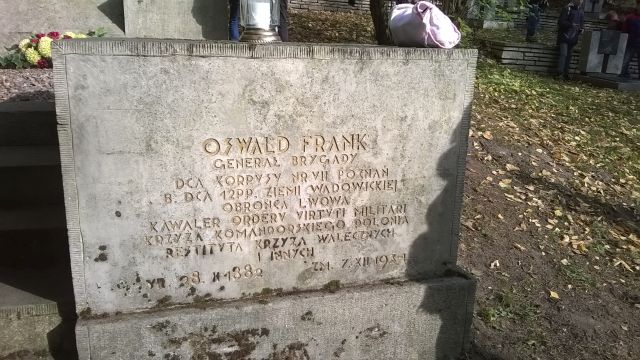 OSWALD FRANK
GENERAŁ BRYGADY
DCA KORPUSU NR VII POZNAŃ
B. DCA 12PP. ZIEMI WADOWICKIEJ
OBROŃCA LWOWA
KAWALER ORDERU VIRTUTI MILITARI
KRZYŻA KOMANDORSKIEGO POLONIA
RESTITUTA KRZYŻA WALECZNYCH
I INNYCH
UR. 28. X. 1882 ZM. 7. XII 1934